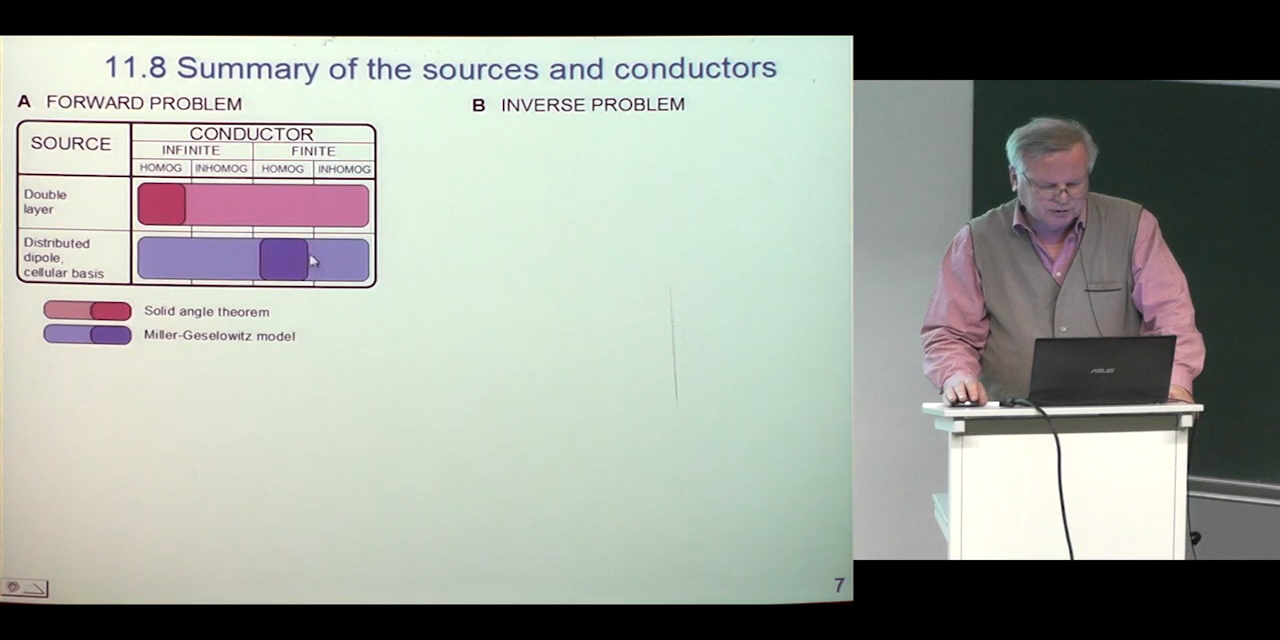 11.8 Summary of the sources and conductors
A FORWARD PROBLEM
B INVERSE PROBLEM
SOURCE
CONDUCTOR
INFINITE FINITE
HOMOG INHOMOG HOMOG INHOMOG
Double
layer
Distributed
dipole,
cellular basis
Solid angle theorem
Miller-Geselowitz model
7
ASUS